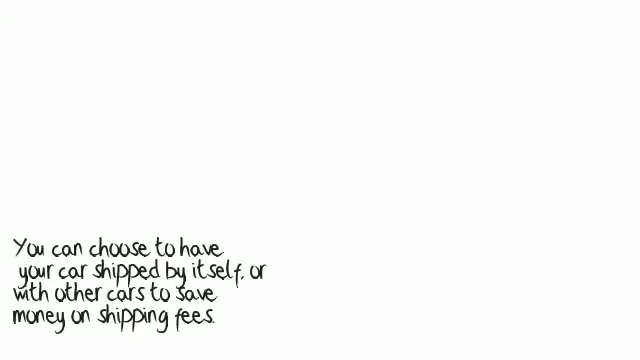 You can choose to have
your car shipped by itself, or
with other cars to save
money on shipping fees.